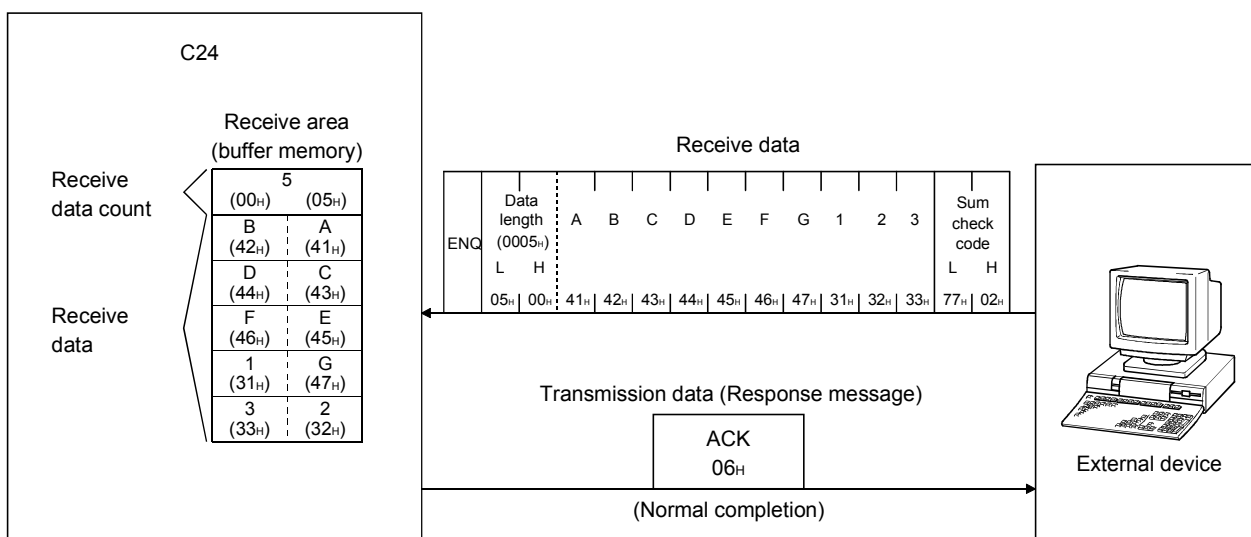 C24
Receive area
(buffer memory)
Receive
data count
5
(00H) (05H)
B A
(42H) (41H)
D C
(44H) (43H)
Receive
data
F E
(46H) (45H)
1 G
(31H) (47H)
3 2
(33H) (32H)
Receive data
ENQ
Data
length
(0005H)
L H
05H 00H
A B C D E F G 1 2 3
41H 42H 43H 44H 45H 46H 47H 31H 32H 33H
Sum
check
code
L H
77H 02H
Transmission data (Response message)
ACK
06H
(Normal completion)
External device